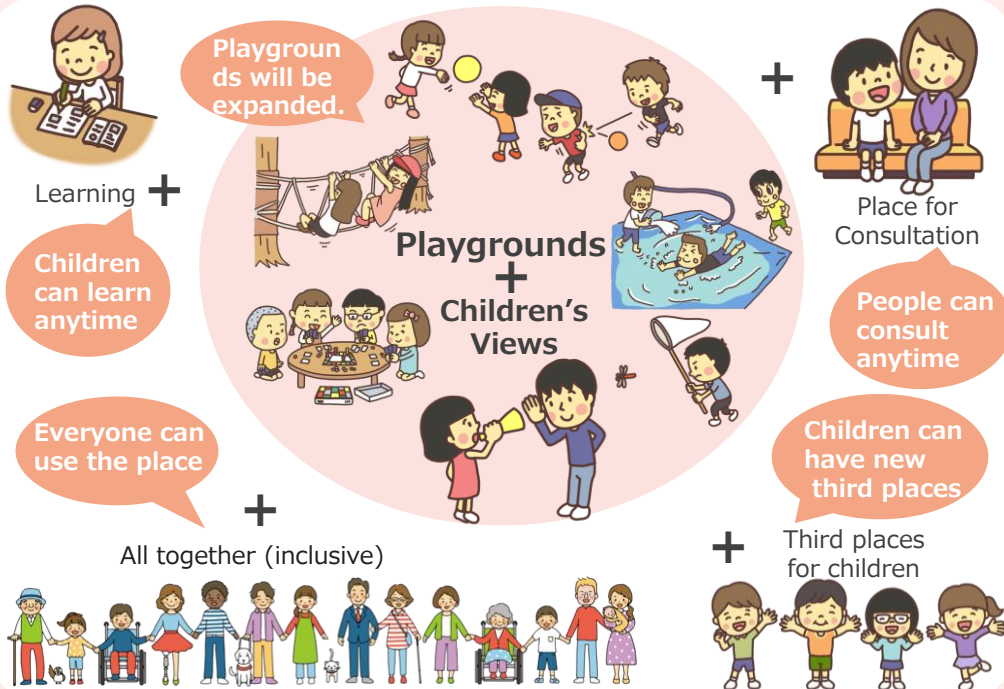 Playgroun
ds will be
expanded.
Learning +
Children
can learn
anytime
+
Place for
Consultation
People can
consult
anytime
Playgrounds
+
Children’s
Views
Everyone can
use the place
+
All together (inclusive)
Children can
have new
third places
+
Third places
for children